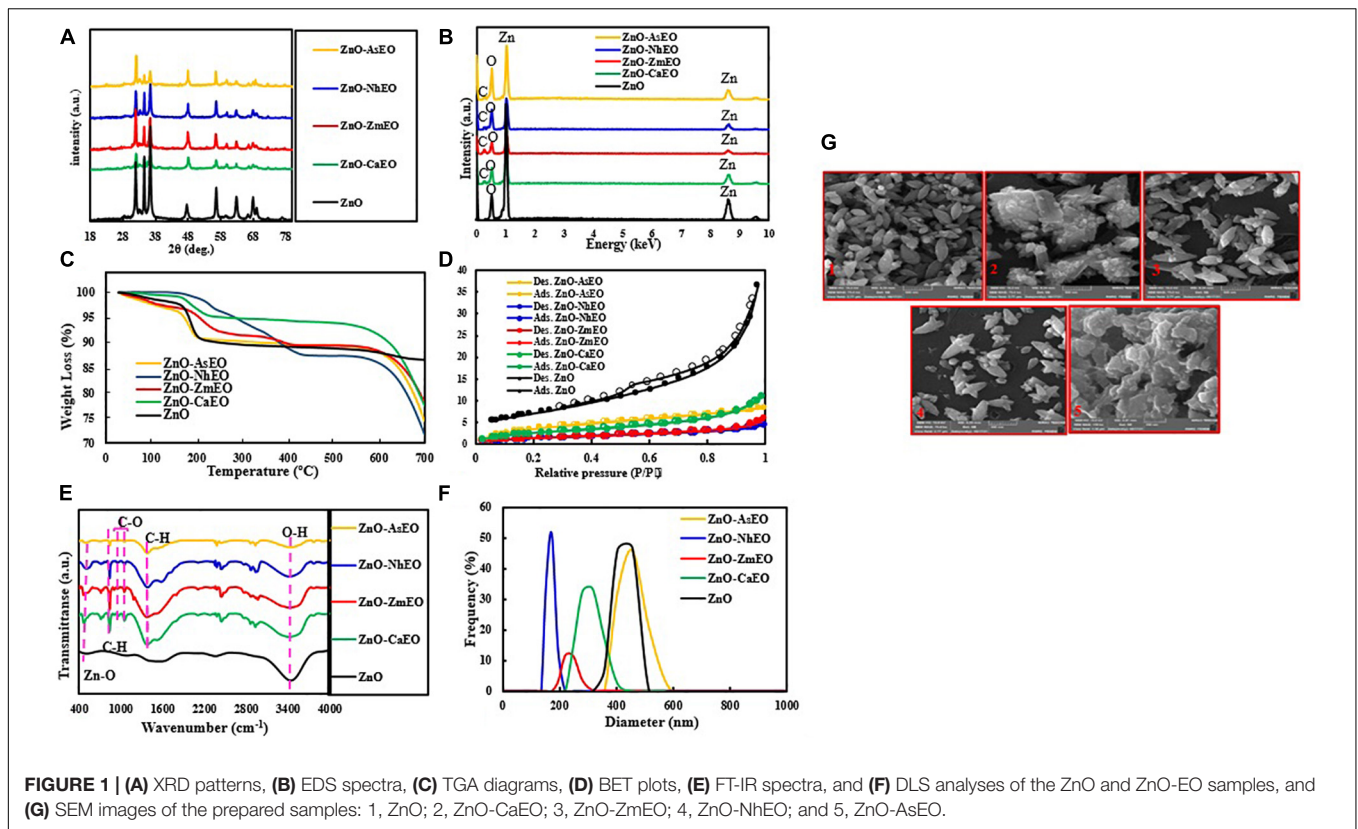 A
intensity (a.u.)
18 28 38 48 58 68 78
2θ (deg.)
ZnO-AsEO
ZnO-NhEO
ZnO-ZmEO
ZnO-CaEO
ZnO
B
Intensity (a.u.)
Zn
O
C
Zn
O
C
Zn
C
O
Zn
C
O
Zn
O
Zn
ZnO-AsEO
ZnO-NhEO
ZnO-ZmEO
ZnO-CaEO
ZnO
0 1 2 3 4 5 6 7 8 9 10
Energy (keV)
C
Weight Loss (%)
100
95
90
85
80
75
70
ZnO-AsEO
ZnO-NhEO
ZnO-ZmEO
ZnO-CaEO
ZnO
0 100 200 300 400 500 600 700
Temperature (°C)
D
40
35
30
25
20
15
10
5
0
Des. ZnO-AsEO
Ads. ZnO-AsEO
Des. ZnO-NhEO
Ads. ZnO-NhEO
Des. ZnO-ZmEO
Ads. ZnO-ZmEO
Des. ZnO-CaEO
Ads. ZnO-CaEO
Des. ZnO
Ads. ZnO
0 0.2 0.4 0.6 0.8 1
Relative pressure (P/P
E
Transmittanse (a.u.)
C-O
C-H
O-H
C-H
Zn-O
ZnO-AsEO
ZnO-NhEO
ZnO-ZmEO
ZnO-CaEO
ZnO
400 1000 1600 2200 2800 3400 4000
Wavenumber (cm⁻¹)
F
Frequency (%)
60
50
40
30
20
10
0
ZnO-AsEO
ZnO-NhEO
ZnO-ZmEO
ZnO-CaEO
ZnO
0 200 400 600 800 1000
Diameter (nm)
G
1
2
3
4
5
FIGURE 1 | (A) XRD patterns, (B) EDS spectra, (C) TGA diagrams, (D) BET plots, (E) FT-IR spectra, and (F) DLS analyses of the ZnO and ZnO-EO samples, and
(G) SEM images of the prepared samples: 1, ZnO; 2, ZnO-CaEO; 3, ZnO-ZmEO; 4, ZnO-NhEO; and 5, ZnO-AsEO.